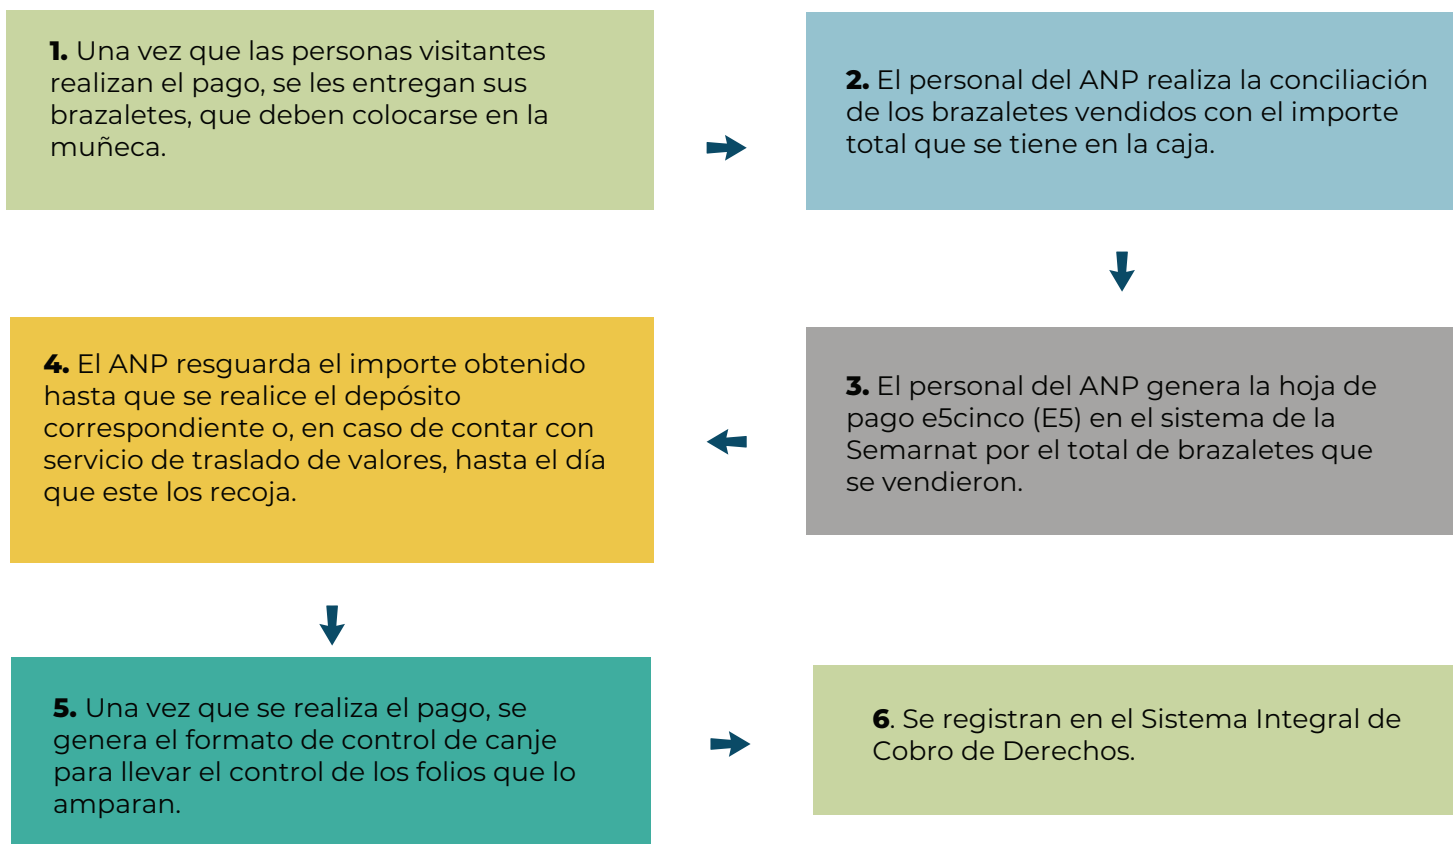 1. Una vez que las personas visitantes
realizan el pago, se les entregan sus
brazaletes, que deben colocarse en la
muñeca.
2. El personal del ANP realiza la conciliación
de los brazaletes vendidos con el importe
total que se tiene en la caja.
3. El personal del ANP genera la hoja de
pago e5cinco (E5) en el sistema de la
Semarnat por el total de brazaletes que
se vendieron.
4. El ANP resguarda el importe obtenido
hasta que se realice el depósito
correspondiente o, en caso de contar con
servicio de traslado de valores, hasta el día
que este los recoja.
5. Una vez que se realiza el pago, se
genera el formato de control de canje
para llevar el control de los folios que lo
amparan.
6. Se registran en el Sistema Integral de
Cobro de Derechos.